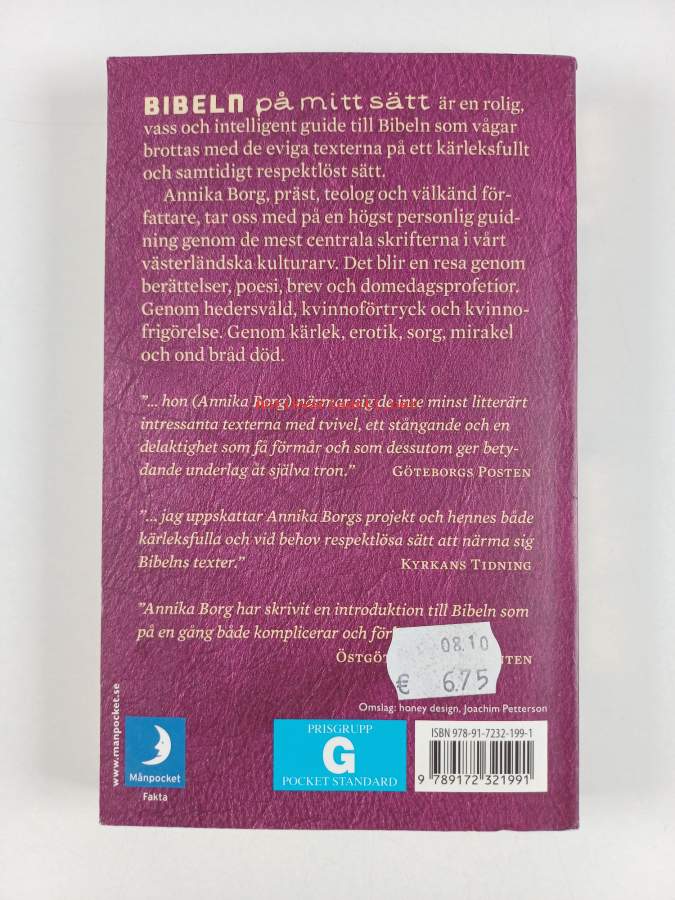 BIBELN på mitt sätt är en rolig,
vass och intelligent guide till Bibeln som vågar
brottas med de eviga texterna på ett kärleksfullt
och samtidigt respektlöst sätt.
Annika Borg, präst, teolog och välkänd för-
fattare, tar oss med på en högst personlig guid-
ning genom de mest centrala skrifterna i vårt
västerländska kulturarv. Det blir en resa genom
berättelser, poesi, brev och domedagsprofetior.
Genom hedersvåld, kvinnoförtryck och kvinno-
frigörelse. Genom kärlek, erotik, sorg, mirakel
och ond bråd död.
"... hon (Annika Borg) närmar sig de inte minst litterärt
intressanta texterna med tvivel, ett stångande och en
delaktighet som få förmår och som dessutom ger bety-
dande underlag åt själva tron." GÖTEBORGS POSTEN
"... jag uppskattar Annika Borgs projekt och hennes både
kärleksfulla och vid behov respektlösa sätt att närma sig
Bibelns texter." KYRKANS TIDNING
"Annika Borg har skrivit en introduktion till Bibeln som
på en gång både komplicerar och
08.10
€ 6.75
Omslag: honey design, Joachim Petterson
www.manpocket.se
Månpocket
Fakta
PRISGRUPP
G
POCKET STANDARD
ISBN 978-91-7232-199-1
9 789172 321991